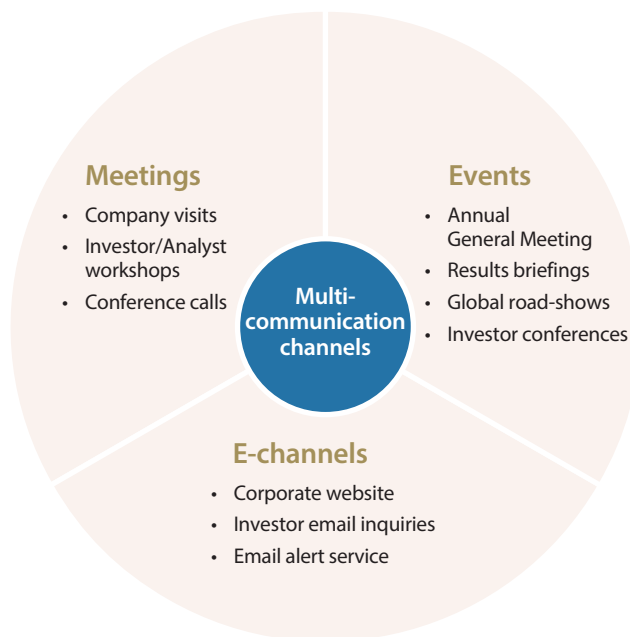 Meetings
• Company visits
• Investor/Analyst
workshops
• Conference calls
Events
• Annual
General Meeting
• Results briefings
• Global road-shows
• Investor conferences
Multi-
communication
channels
E-channels
• Corporate website
• Investor email inquiries
• Email alert service